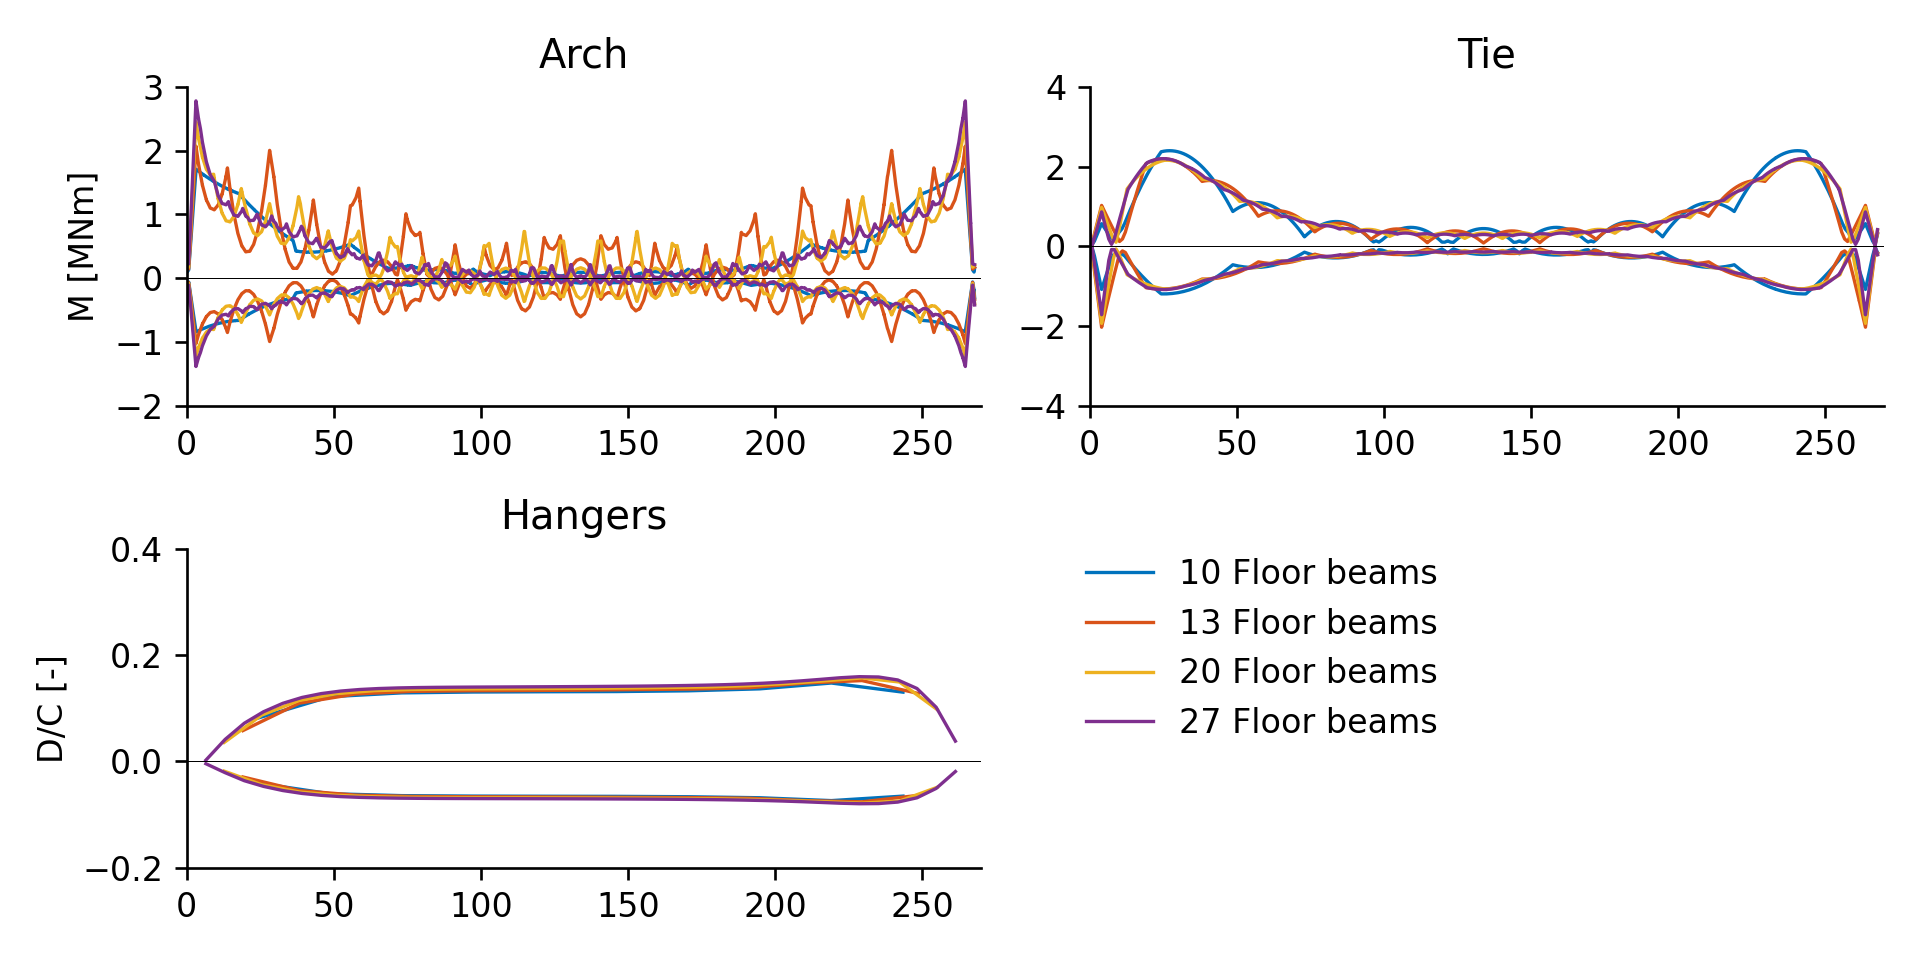 Arch
M [MNm]
3
2
1
0
−1
−2
0 50 100 150 200 250
Tie
4
2
0
−2
−4
0 50 100 150 200 250
Hangers
D/C [-]
0.4
0.2
0.0
−0.2
0 50 100 150 200 250
10 Floor beams
13 Floor beams
20 Floor beams
27 Floor beams